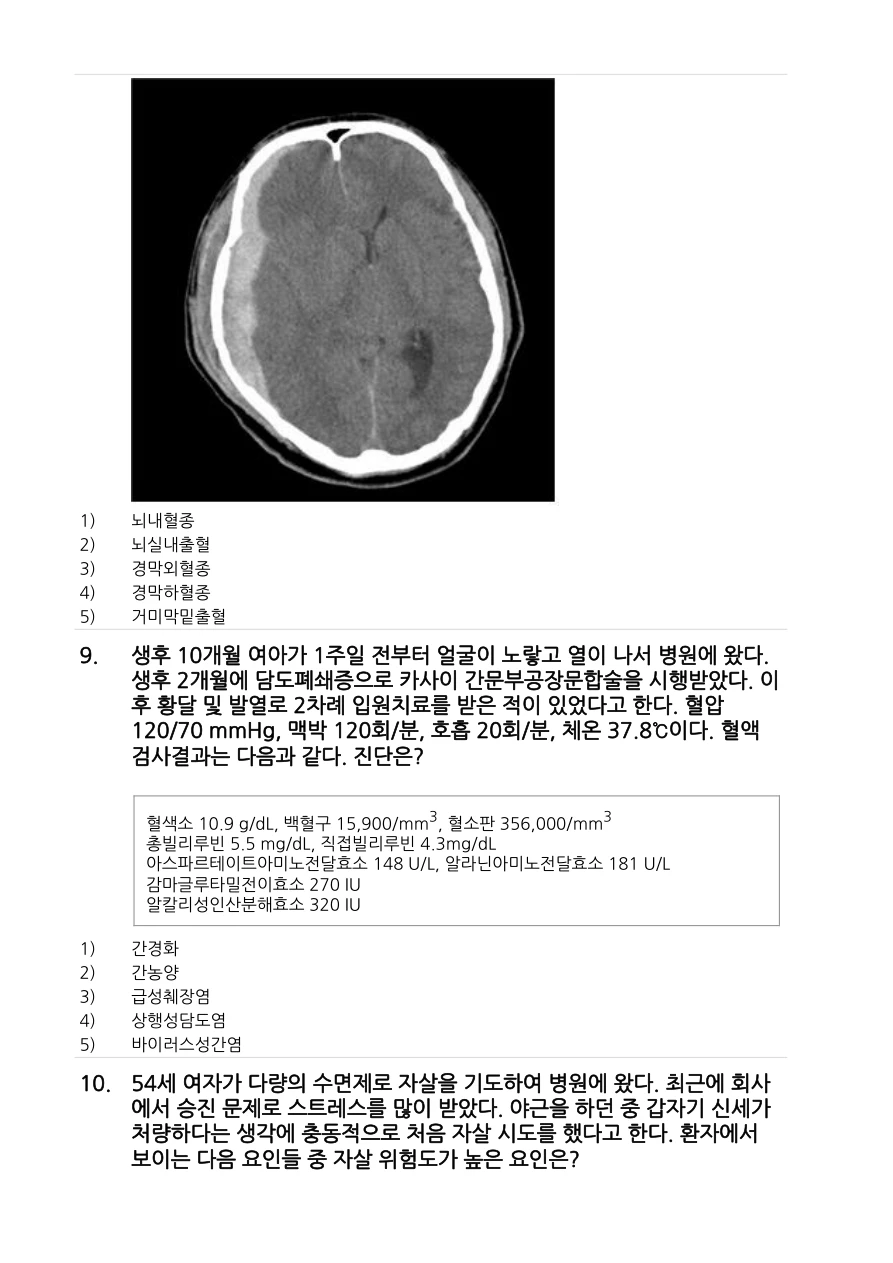 1) 뇌내혈종
2) 뇌실내출혈
3) 경막외혈종
4) 경막하혈종
5) 거미막밑출혈
9. 생후 10개월 여아가 1주일 전부터 얼굴이 노랗고 열이 나서 병원에 왔다.
생후 2개월에 담도폐쇄증으로 카사이 간문부공장문합술을 시행받았다. 이
후 황달 및 발열로 2차례 입원치료를 받은 적이 있었다고 한다. 혈압
120/70 mmHg, 맥박 120회/분, 호흡 20회/분, 체온 37.8℃이다. 혈액
검사결과는 다음과 같다. 진단은?
혈색소 10.9 g/dL, 백혈구 15,900/mm³, 혈소판 356,000/mm³
총빌리루빈 5.5 mg/dL, 직접빌리루빈 4.3mg/dL
아스파르테이트아미노전달효소 148 U/L, 알라닌아미노전달효소 181 U/L
감마글루타밀전이효소 270 IU
알칼리성인산분해효소 320 IU
1) 간경화
2) 간농양
3) 급성췌장염
4) 상행성담도염
5) 바이러스성간염
10. 54세 여자가 다량의 수면제로 자살을 기도하여 병원에 왔다. 최근에 회사
에서 승진 문제로 스트레스를 많이 받았다. 야근을 하던 중 갑자기 신세가
처량하다는 생각에 충동적으로 처음 자살 시도를 했다고 한다. 환자에서
보이는 다음 요인들 중 자살 위험도가 높은 요인은?